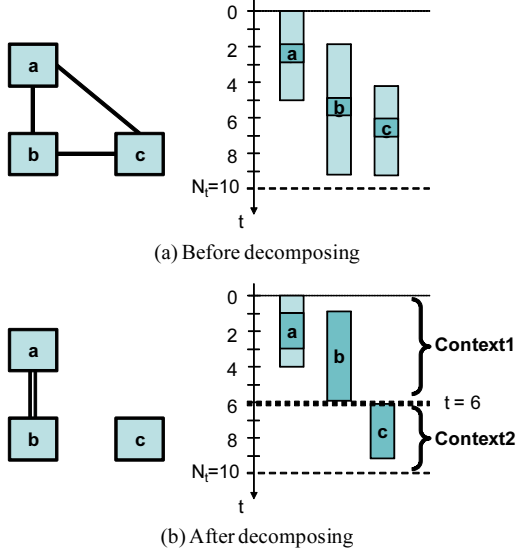 0
a
2
a
4
b
b
c
6
c
8
Nt=10
t
(a) Before decomposing
0
a
2
a
Context1
b
4
6
t = 6
b
c
8
c
Context2
Nt=10
t
(b) After decomposing